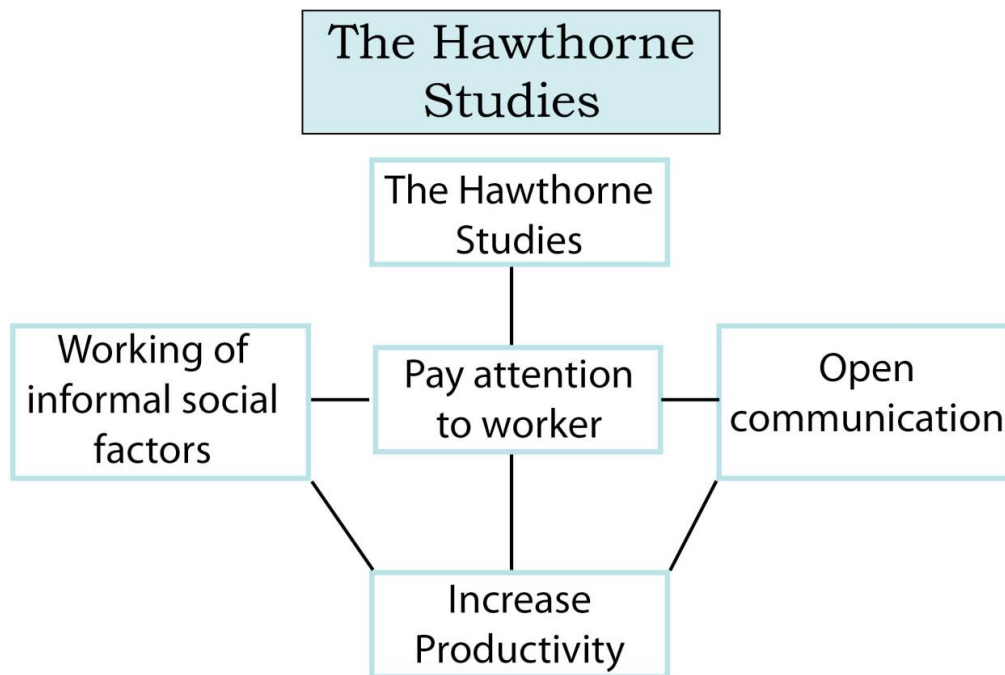 The Hawthorne
Studies
The Hawthorne
Studies
Working of
informal social
factors
Pay attention
to worker
Open
communication
Increase
Productivity